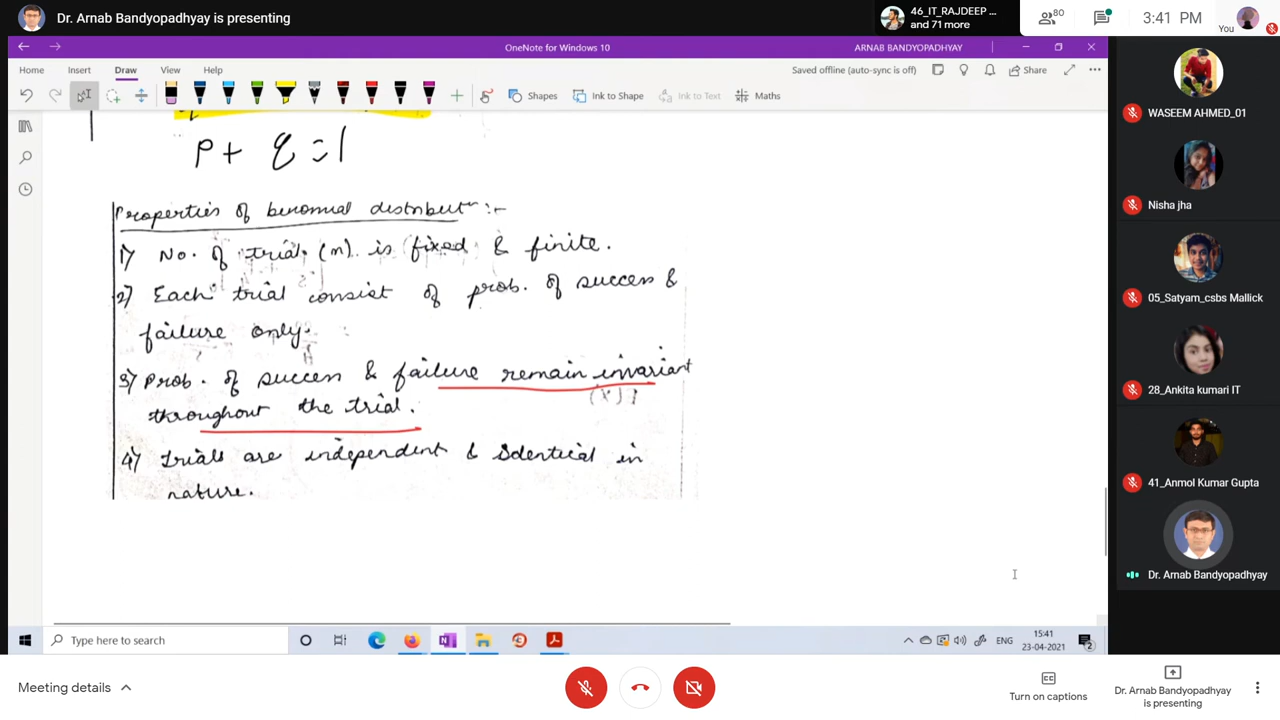 Dr. Arnab Bandyopadhyay is presenting
46_IT_RAJDEEP ...
and 71 more
80
3:41 PM
You
OneNote for Windows 10
ARNAB BANDYOPADHYAY
Home Insert Draw View Help
Saved offline (auto-sync is off)
Share
Shapes
Ink to Shape
Ink to Text
Maths
p + q = 1
Properties of binomial distributn :-
1) No. of trials (n) is fixed & finite.
2) Each trial consist of prob. of success &
failure only.
3) Prob. of success & failure remain invariant
throughout the trial.
4) Trials are independent & identical in
nature.
WASEEM AHMED_01
Nisha jha
05_Satyam_csbs Mallick
28_Ankita kumari IT
41_Anmol Kumar Gupta
Dr. Arnab Bandyopadhyay
Type here to search
ENG
15:41
23-04-2021
2
Meeting details
Turn on captions
Dr. Arnab Bandyopadhyay
is presenting